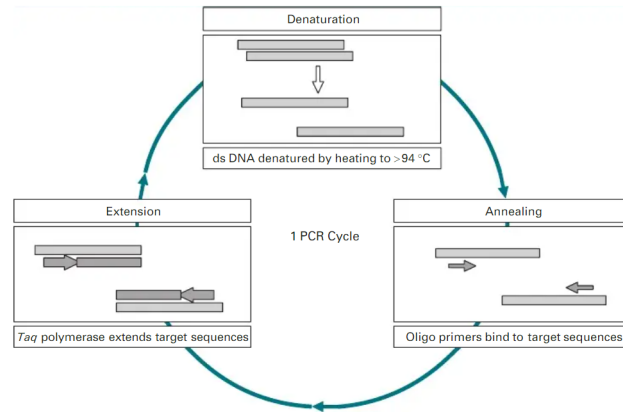 Denaturation
ds DNA denatured by heating to >94 °C
Extension
1 PCR Cycle
Annealing
Taq polymerase extends target sequences
Oligo primers bind to target sequences